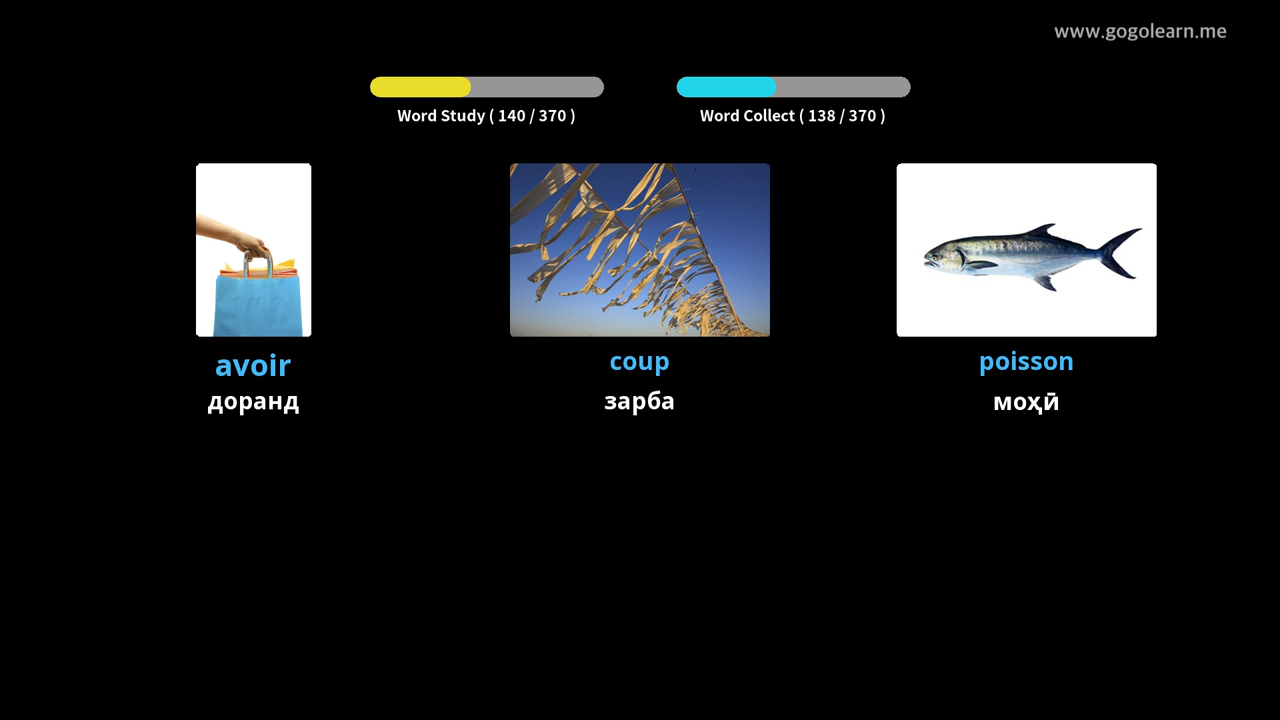 www.gogolearn.me
Word Study ( 140 / 370 )
Word Collect ( 138 / 370 )
avoir
доранд
coup
зарба
poisson
моҳӣ